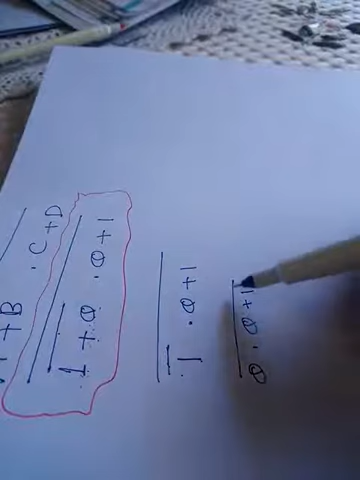 + B . C + D
1 + 0 . 0 + 1
1 . 0 + 1
0 . 0 + 1